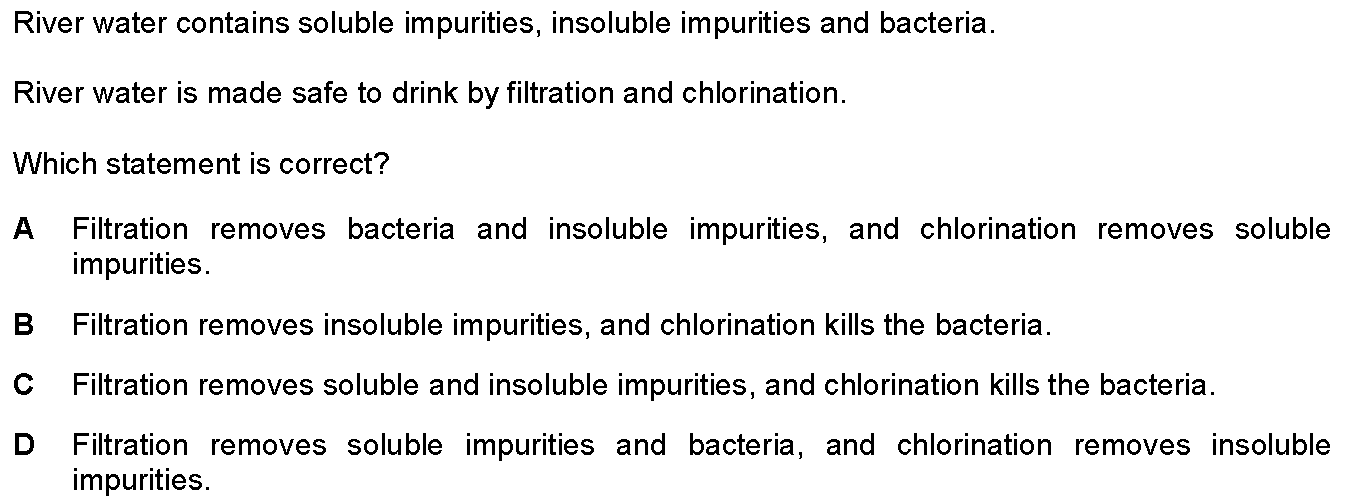 River water contains soluble impurities, insoluble impurities and bacteria.
River water is made safe to drink by filtration and chlorination.
Which statement is correct?
A Filtration removes bacteria and insoluble impurities, and chlorination removes soluble
impurities.
B Filtration removes insoluble impurities, and chlorination kills the bacteria.
C Filtration removes soluble and insoluble impurities, and chlorination kills the bacteria.
D Filtration removes soluble impurities and bacteria, and chlorination removes insoluble
impurities.